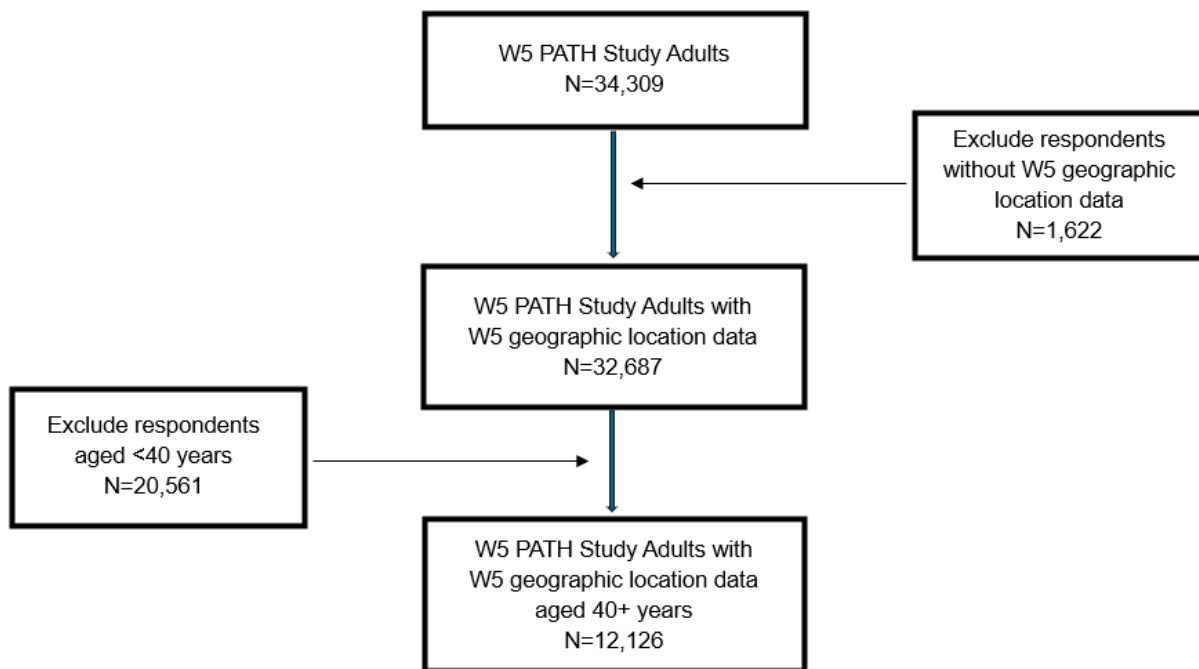 W5 PATH Study Adults
N=34,309
Exclude respondents
without W5 geographic
location data
N=1,622
W5 PATH Study Adults with
W5 geographic location data
N=32,687
Exclude respondents
aged <40 years
N=20,561
W5 PATH Study Adults with
W5 geographic location data
aged 40+ years
N=12,126